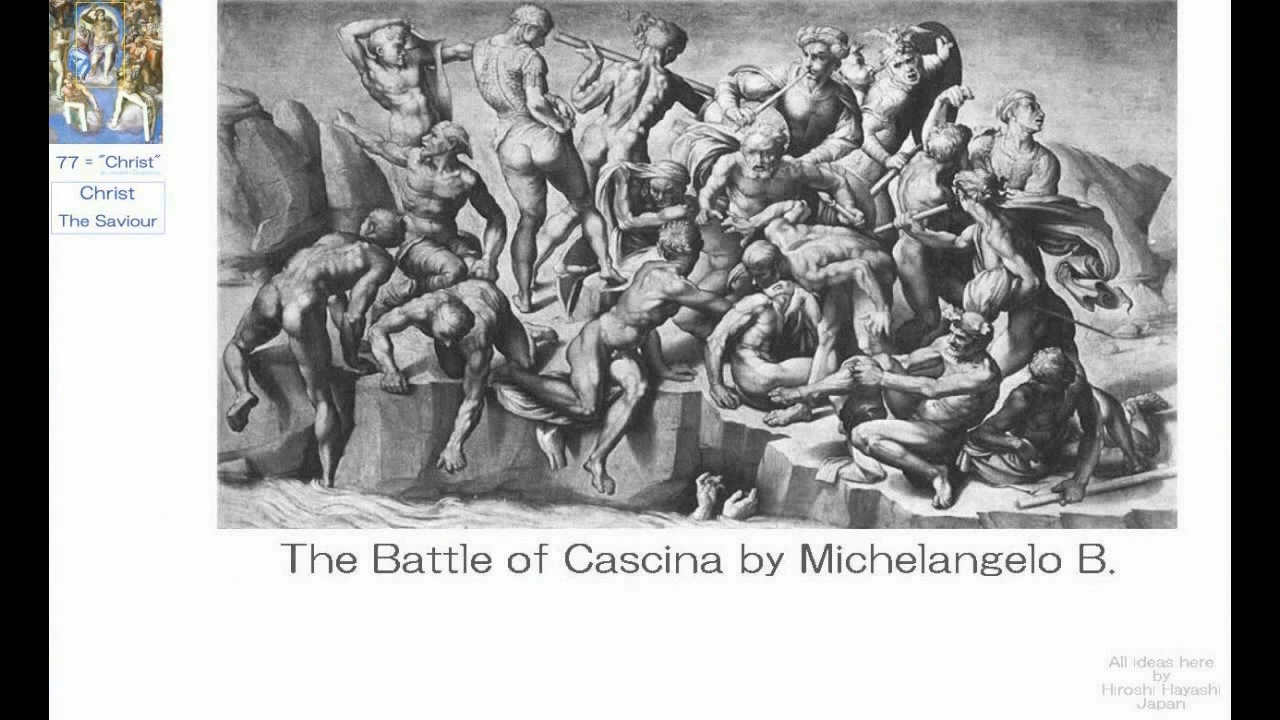 77 = "Christ"
Christ
The Saviour
The Battle of Cascina by Michelangelo B.
All ideas here
by
Hiroshi Hayashi
Japan